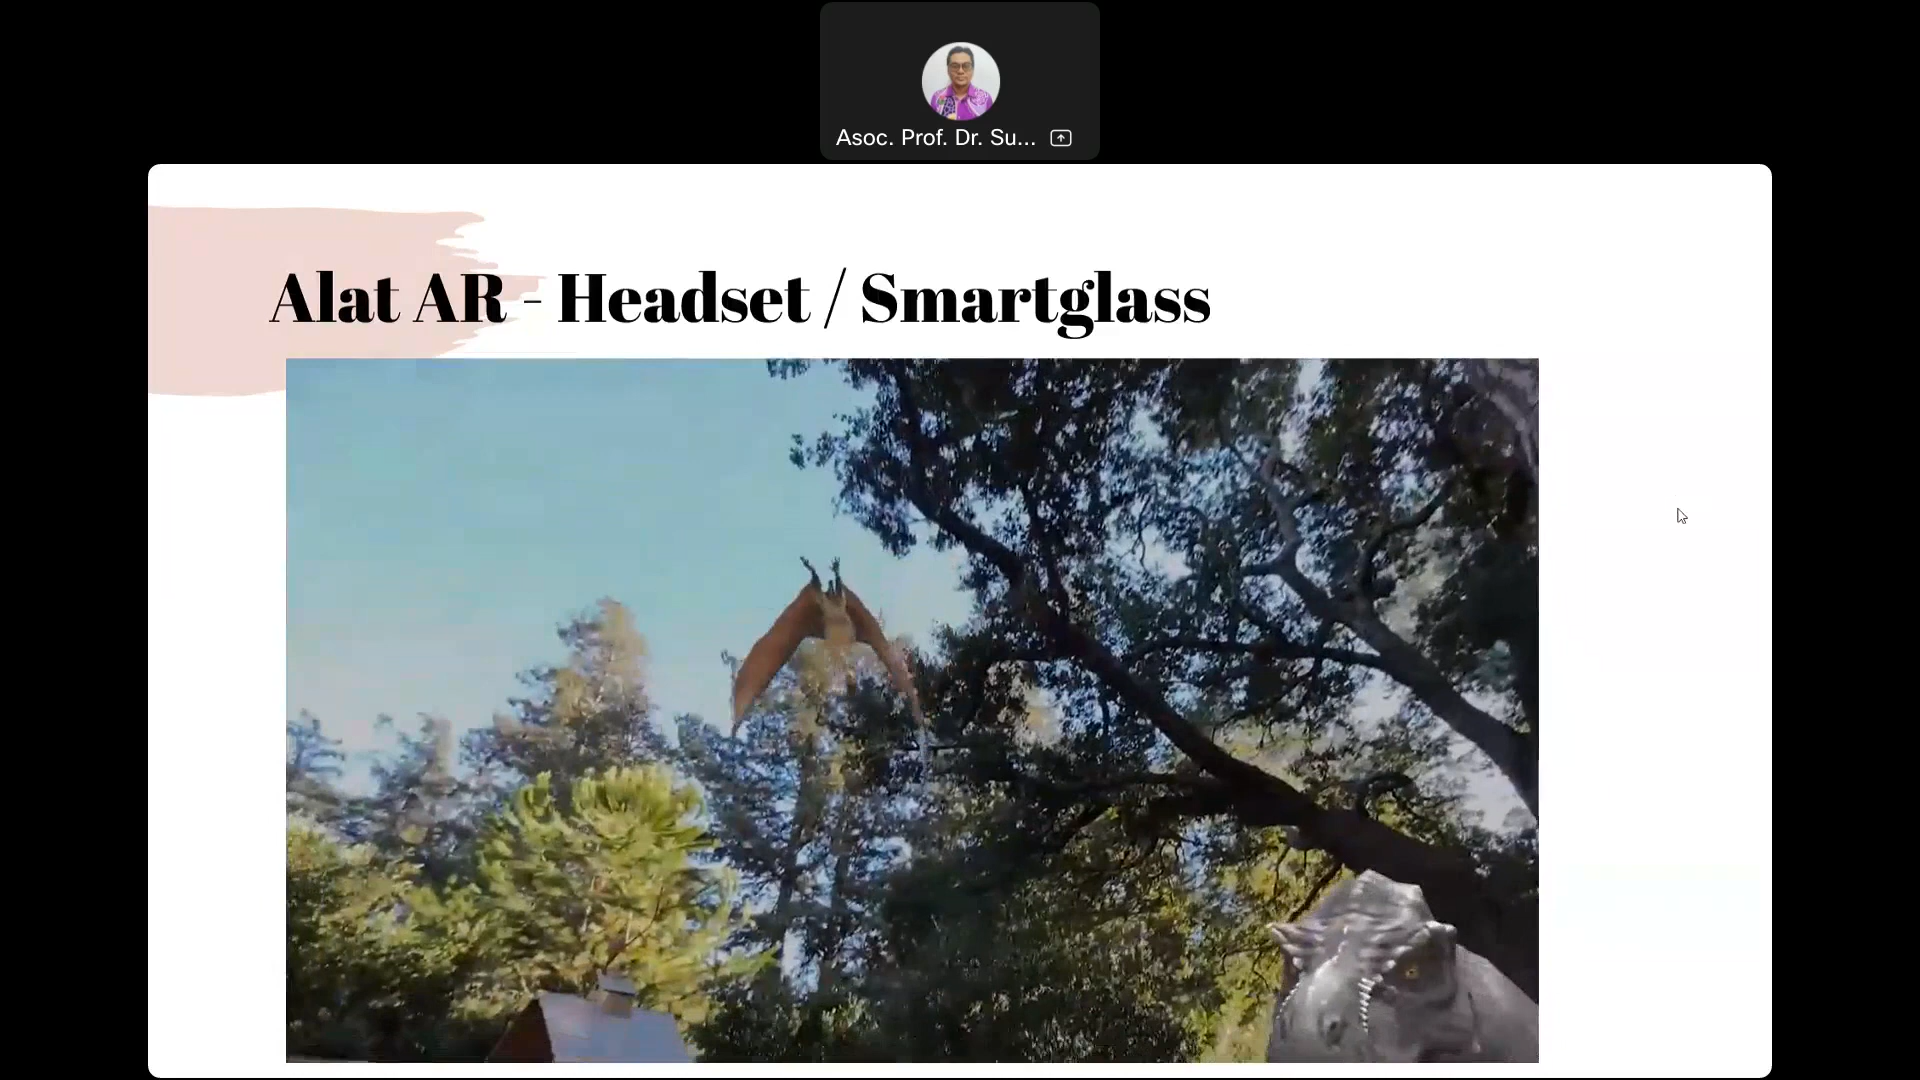 Asoc. Prof. Dr. Su...
Alat AR - Headset / Smartglass